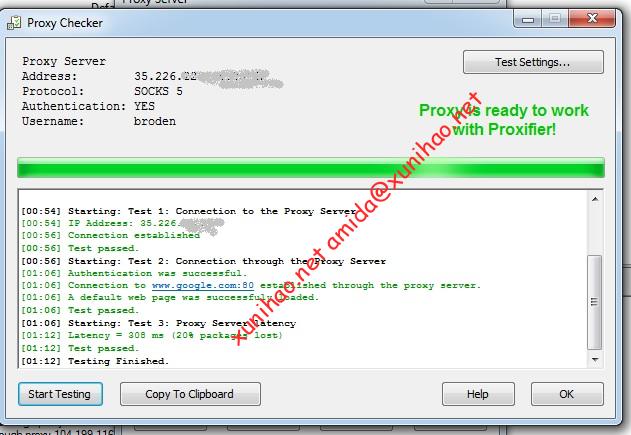 Proxy Server
Proxy Checker
Proxy Server
Address: 35.226.
Protocol: SOCKS 5
Authentication: YES
Username: broden
Test Settings...
Proxy is ready to work
with Proxifier!
[00:54] Starting: Test 1: Connection to the Proxy Server
[00:54] IP Address: 35.226.
[00:56] Connection established
[00:56] Test passed.
[00:56] Starting: Test 2: Connection through the Proxy Server
[01:06] Authentication was successful.
[01:06] Connection to www.google.com:80 established through the proxy server.
[01:06] A default web page was successfully loaded.
[01:06] Test passed.
[01:06] Starting: Test 3: Proxy Server latency
[01:12] Latency = 308 ms (20% packages lost)
[01:12] Test passed.
[01:12] Testing Finished.
xunihao.net amida@xunihao.net
Start Testing
Copy To Clipboard
Help
OK